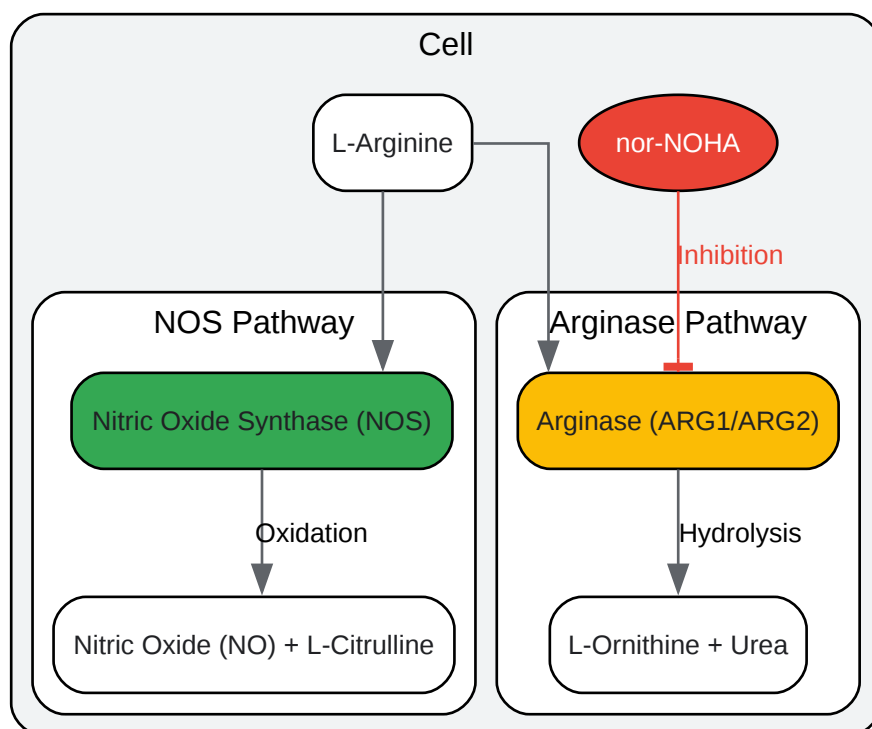 Cell
L-Arginine
nor-NOHA
Inhibition
NOS Pathway
Arginase Pathway
Nitric Oxide Synthase (NOS)
Arginase (ARG1/ARG2)
Oxidation
Hydrolysis
Nitric Oxide (NO) + L-Citrulline
L-Ornithine + Urea